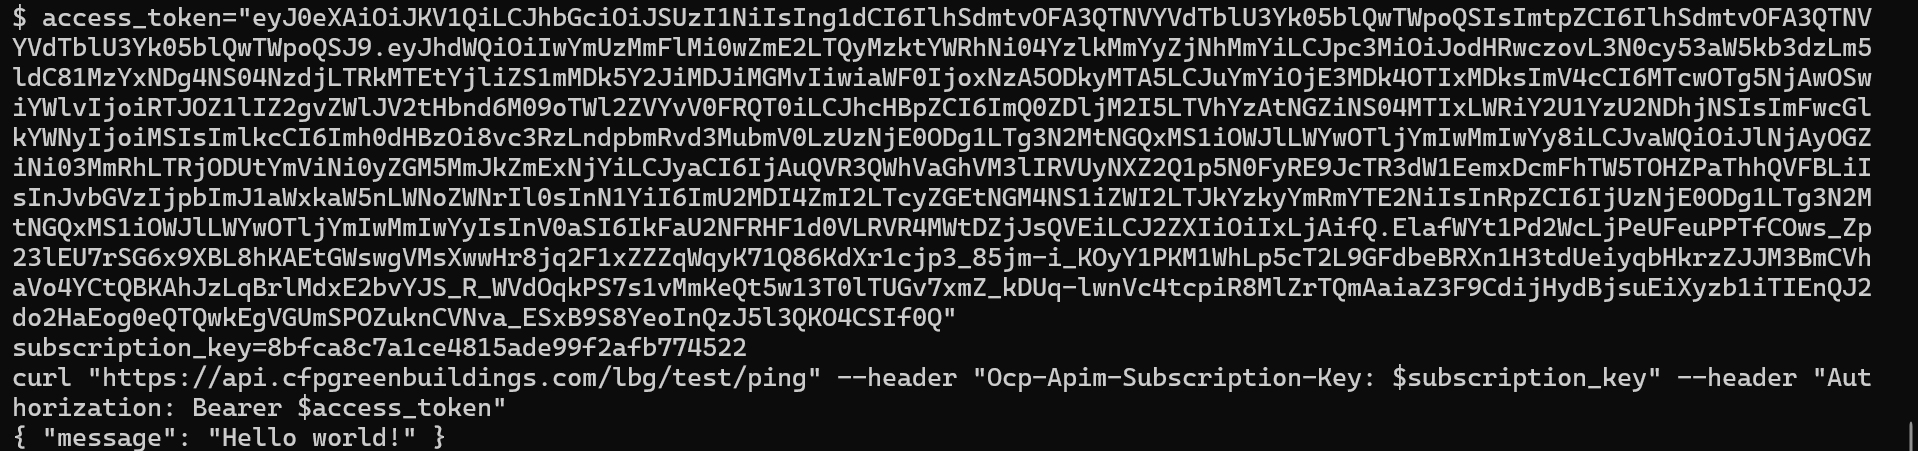 $ access_token="eyJ0eXAiOiJKV1QiLCJhbGciOiJSUzI1NiIsIng1dCI6IlhSdmtvOFA3QTNVYVdTblU3Yk05blQwTWpoQSIsImtpZCI6IlhSdmtvOFA3QTNV
YVdTblU3Yk05blQwTWpoQSJ9.eyJhdWQiOiIwYmUzMmFlMi0wZmE2LTQyMzktYWRhNi04YzlkMmYyZjNhMmYiLCJpc3MiOiJodHRwczovL3N0cy53aW5kb3dzLm5
ldC81MzYxNDg4NS04NzdjLTRkMTEtYjliZS1mMDk5Y2JiMDJiMGMvIiwiaWF0IjoxNzA5ODkyMTA5LCJuYmYiOjE3MDk4OTIxMDksImV4cCI6MTcwOTg5NjAwOSw
iYWlvIjoiRTJOZ1lIZ2gvZWlJV2tHbnd6M09oTWl2ZVYvV0FRQT0iLCJhcHBpZCI6ImQ0ZDljM2I5LTVhYzAtNGZiNS04MTIxLWRiY2U1YzU2NDhjNSIsImFwcGl
kYWNyIjoiMSIsImlkcCI6Imh0dHBzOi8vc3RzLndpbmRvd3MubmV0LzUzNjE0ODg1LTg3N2MtNGQxMS1iOWJlLWYwOTljYmIwMmIwYy8iLCJvaWQiOiJlNjAyOGZ
iNi03MmRhLTRjODUtYmViNi0yZGM5MmJkZmExNjYiLCJyaCI6IjAuQVR3QWhVaGhVM3lIRVUyNXZ2Q1p5N0FyRE9JcTR3dW1EemxDcmFhTW5TOHZPaThhQVFBLiI
sInJvbGVzIjpbImJ1aWxkaW5nLWNoZWNrIl0sInN1YiI6ImU2MDI4ZmI2LTcyZGEtNGM4NS1iZWI2LTJkYzkyYmRmYTE2NiIsInRpZCI6IjUzNjE0ODg1LTg3N2M
tNGQxMS1iOWJlLWYwOTljYmIwMmIwYyIsInV0aSI6IkFaU2NFRHF1d0VLRVR4MWtDZjJsQVEiLCJ2ZXIiOiIxLjAifQ.ElafWYt1Pd2WcLjPeUFeuPPTfCOws_Zp
23lEU7rSG6x9XBL8hKAEtGWswgVMsXwwHr8jq2F1xZZZqWqyK71Q86KdXr1cjp3_85jm-i_KOyY1PKM1WhLp5cT2L9GFdbeBRXn1H3tdUeiyqbHkrzZJJM3BmCVh
aVo4YCtQBKAhJzLqBrlMdxE2bvYJS_R_WVdOqkPS7s1vMmKeQt5w13T0lTUGv7xmZ_kDUq-lwnVc4tcpiR8MlZrTQmAaiaZ3F9CdijHydBjsuEiXyzb1iTIEnQJ2
do2HaEog0eQTQwkEgVGUmSPOZuknCVNva_ESxB9S8YeoInQzJ5l3QKO4CSIf0Q"
subscription_key=8bfca8c7a1ce4815ade99f2afb774522
curl "https://api.cfpgreenbuildings.com/lbg/test/ping" --header "Ocp-Apim-Subscription-Key: $subscription_key" --header "Aut
horization: Bearer $access_token"
{ "message": "Hello world!" }